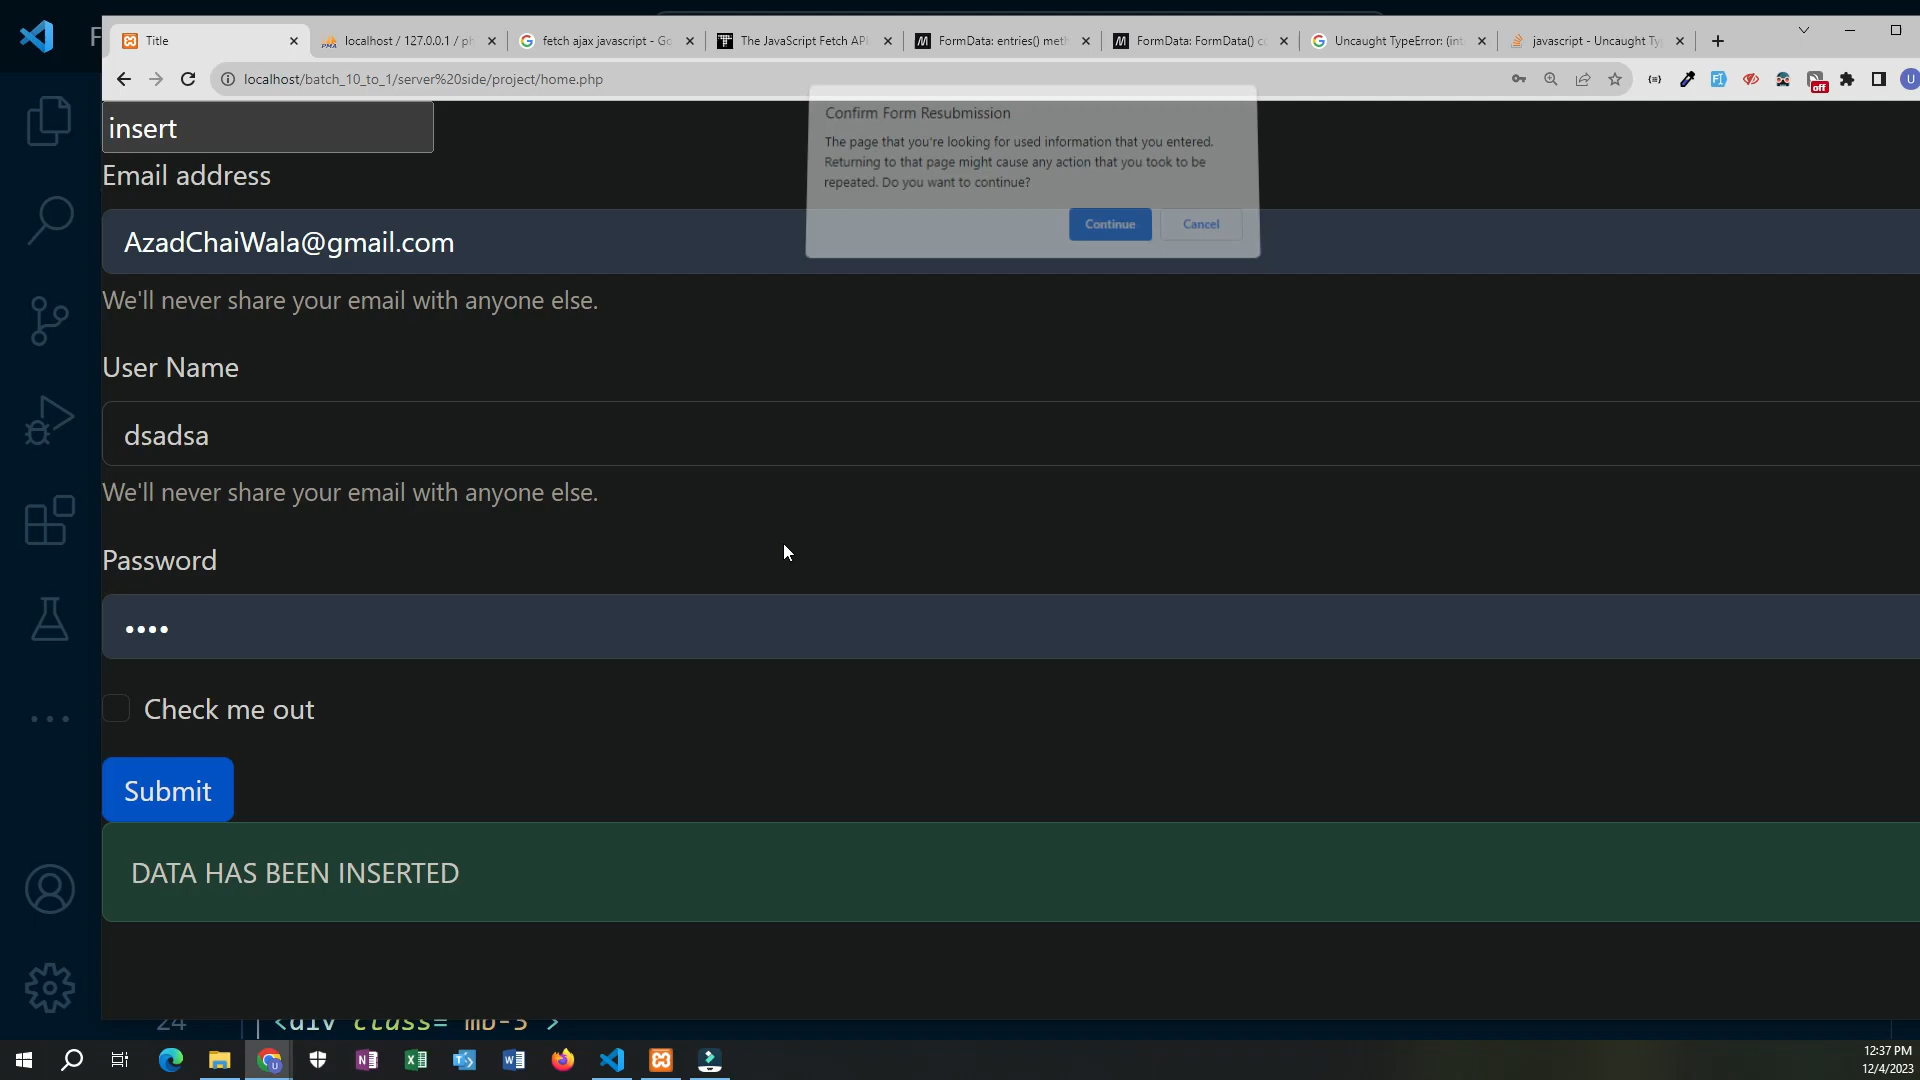 F
Title
localhost / 127.0.0.1 / ph
fetch ajax javascript - Go
The JavaScript Fetch API
FormData: entries() meth
FormData: FormData() c
Uncaught TypeError: (int
javascript - Uncaught Ty
localhost/batch_10_to_1/server%20side/project/home.php
off
U
Confirm Form Resubmission
The page that you're looking for used information that you entered.
Returning to that page might cause any action that you took to be
repeated. Do you want to continue?
Continue
Cancel
insert
Email address
AzadChaiWala@gmail.com
We'll never share your email with anyone else.
User Name
dsadsa
We'll never share your email with anyone else.
Password
••••
Check me out
Submit
DATA HAS BEEN INSERTED
24 <div class="mb-3">
12:37 PM
12/4/2023